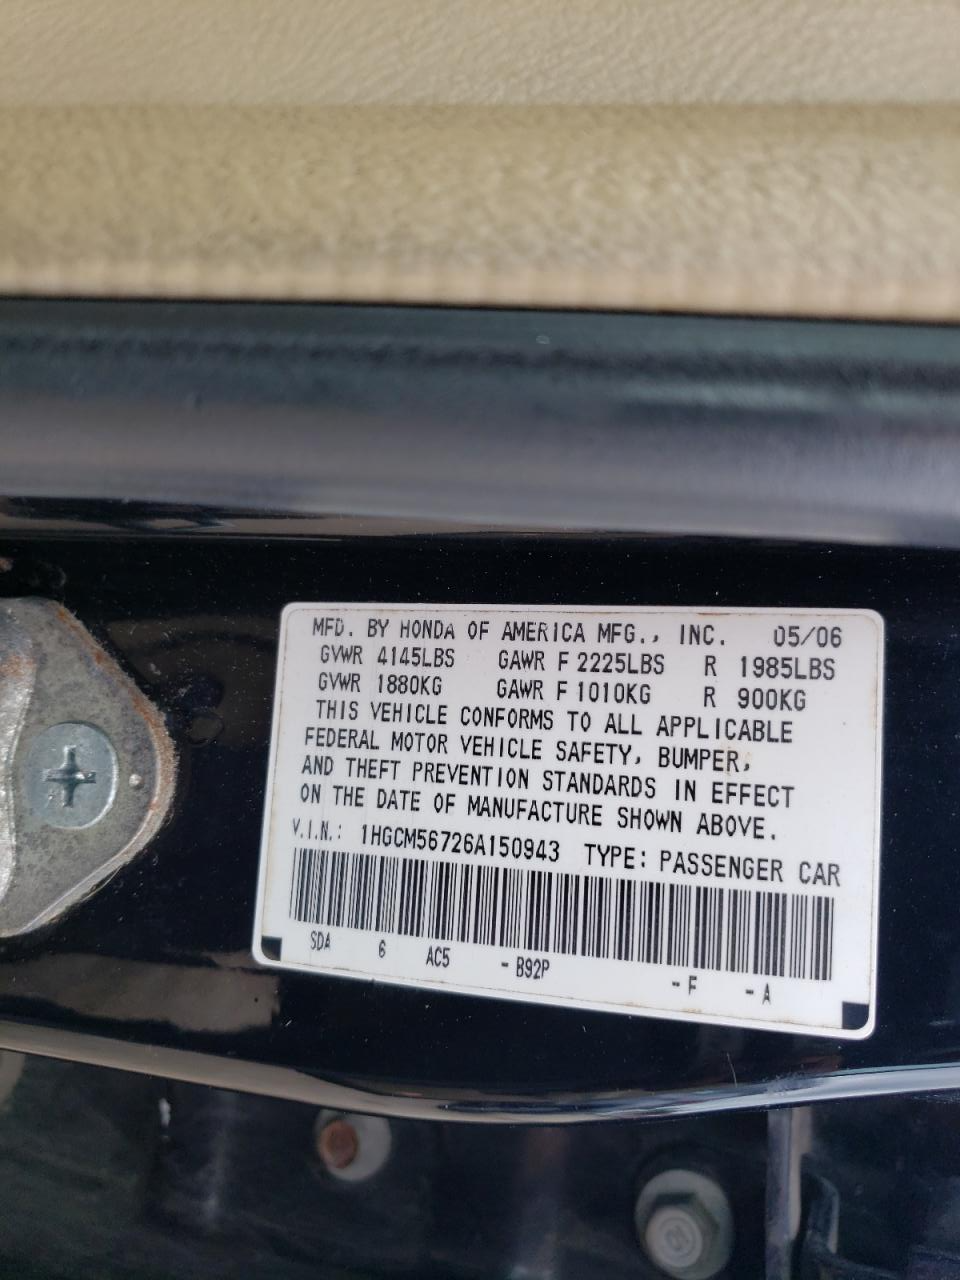 MFD. BY HONDA OF AMERICA MFG., INC. 05/06
GVWR 4145LBS GAWR F 2225LBS R 1985LBS
GVWR 1880KG GAWR F 1010KG R 900KG
THIS VEHICLE CONFORMS TO ALL APPLICABLE
FEDERAL MOTOR VEHICLE SAFETY, BUMPER,
AND THEFT PREVENTION STANDARDS IN EFFECT
ON THE DATE OF MANUFACTURE SHOWN ABOVE.
V.I.N.: 1HGCM56726A150943 TYPE: PASSENGER CAR
SDA 6 AC5 - B92P - F - A